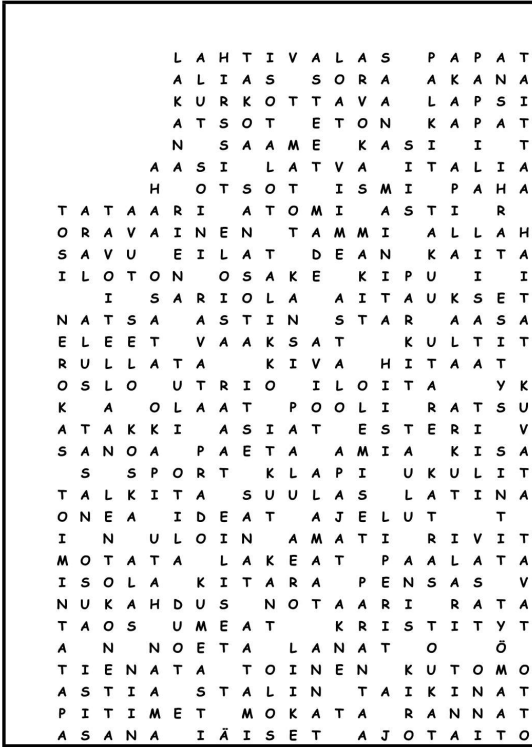 LAHTIVALAS PAPAT
ALIAS SORA AKANA
KURKOTTAVA LAPSI
ATSOT ETON KAPAT
N SAAME KASI I T
AASI LATVA ITALIA
H OTSOT ISMI PAHA
TATAARI ATOMI ASTI R
ORAVAINEN TAMMI ALLAH
SAVU EILAT DEAN KAITA
ILOTON OSAKE KIPU I I
I SARIOLA AITAUKSET
NATSA ASTIN STAR AASA
ELEET VAAKSAT KULTIT
RULLATA KIVA HITAAT
OSLO UTRIO ILOITA YK
K A OLAAT POOLI RATSU
ATAKKI ASIAT ESTERI V
SANOA PAETA AMIA KISA
S SPORT KLAPI UKULIT
TALKITA SUULAS LATINA
ONEA IDEAT AJELUT T
I N ULOIN AMATI RIVIT
MOTATA LAKEAT PAALATA
ISOLA KITARA PENSAS V
NUKAHDUS NOTAARI RATA
TAOS UMEAT KRISTITYT
A N NOETA LANAT O Ö
TIENATA TOINEN KUTOMO
ASTIA STALIN TAIKINAT
PITIMET MOKATA RANNAT
ASANA IÄISET AJOTAITO